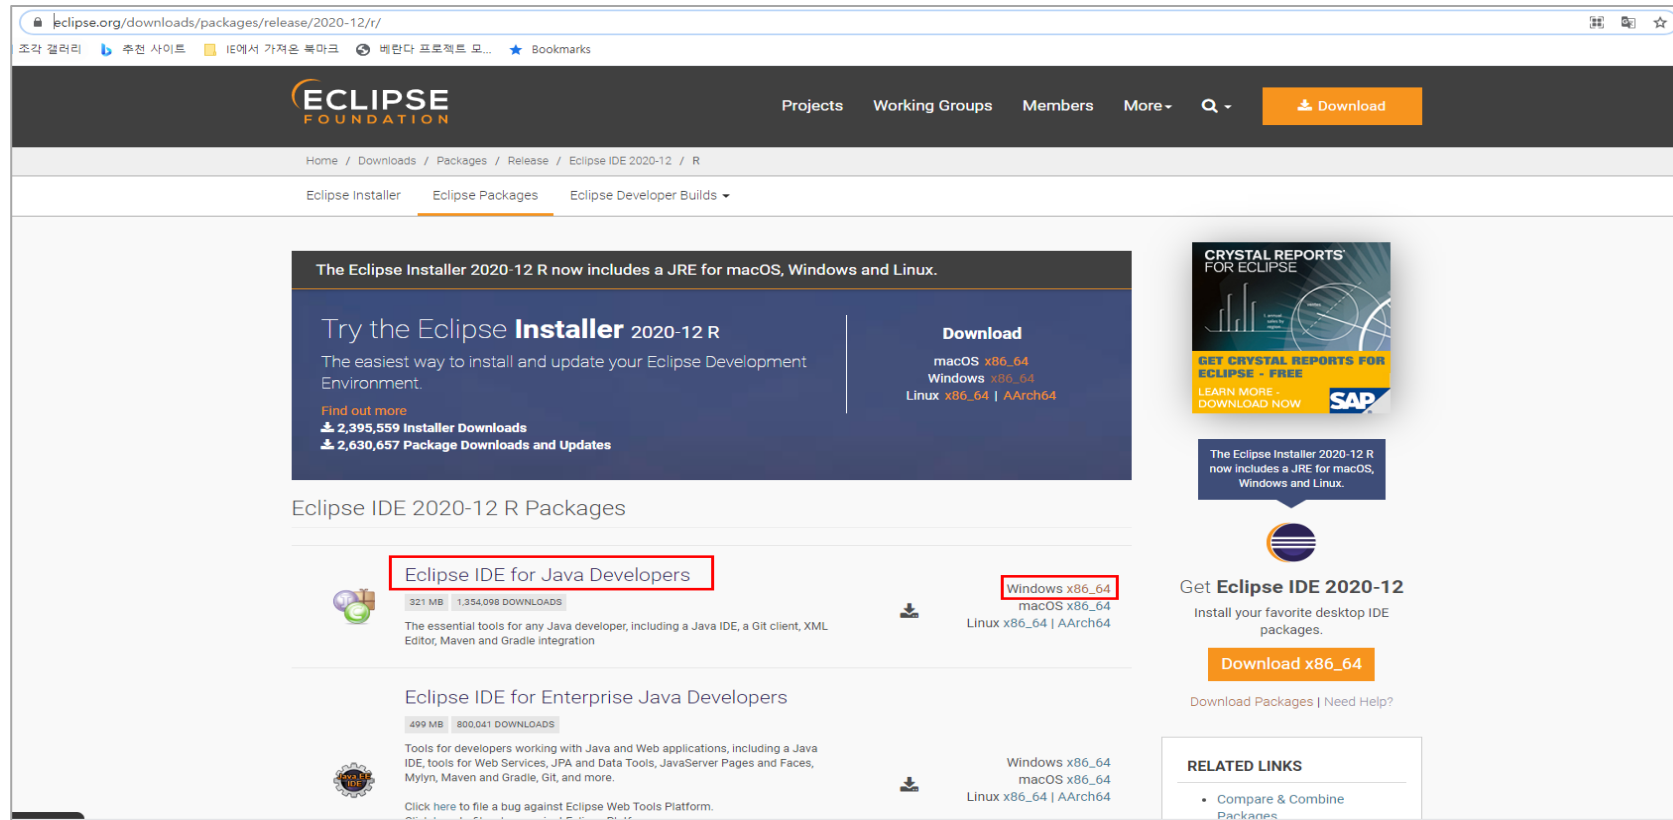 eclipse.org/downloads/packages/release/2020-12/r/
조각 갤러리 추천 사이트 IE에서 가져온 북마크 베란다 프로젝트 모... Bookmarks
ECLIPSE
FOUNDATION
Projects Working Groups Members More Download
Home / Downloads / Packages / Release / Eclipse IDE 2020-12 / R
Eclipse Installer Eclipse Packages Eclipse Developer Builds
The Eclipse Installer 2020-12 R now includes a JRE for macOS, Windows and Linux.
Try the Eclipse Installer 2020-12 R
The easiest way to install and update your Eclipse Development
Environment.
Find out more
2,395,559 Installer Downloads
2,630,657 Package Downloads and Updates
Download
macOS x86_64
Windows x86_64
Linux x86_64 | AArch64
Eclipse IDE 2020-12 R Packages
Eclipse IDE for Java Developers
321 MB 1,354,098 DOWNLOADS
The essential tools for any Java developer, including a Java IDE, a Git client, XML
Editor, Maven and Gradle integration
Windows x86_64
macOS x86_64
Linux x86_64 | AArch64
Eclipse IDE for Enterprise Java Developers
499 MB 800,041 DOWNLOADS
Java EE
IDE
Tools for developers working with Java and Web applications, including a Java
IDE, tools for Web Services, JPA and Data Tools, JavaServer Pages and Faces,
Mylyn, Maven and Gradle, Git, and more.
Click here to file a bug against Eclipse Web Tools Platform.
Windows x86_64
macOS x86_64
Linux x86_64 | AArch64
CRYSTAL REPORTS
FOR ECLIPSE
GET CRYSTAL REPORTS FOR
ECLIPSE - FREE
LEARN MORE -
DOWNLOAD NOW
SAP
The Eclipse Installer 2020-12 R
now includes a JRE for macOS,
Windows and Linux.
Get Eclipse IDE 2020-12
Install your favorite desktop IDE
packages.
Download x86_64
Download Packages | Need Help?
RELATED LINKS
Compare & Combine
Packages